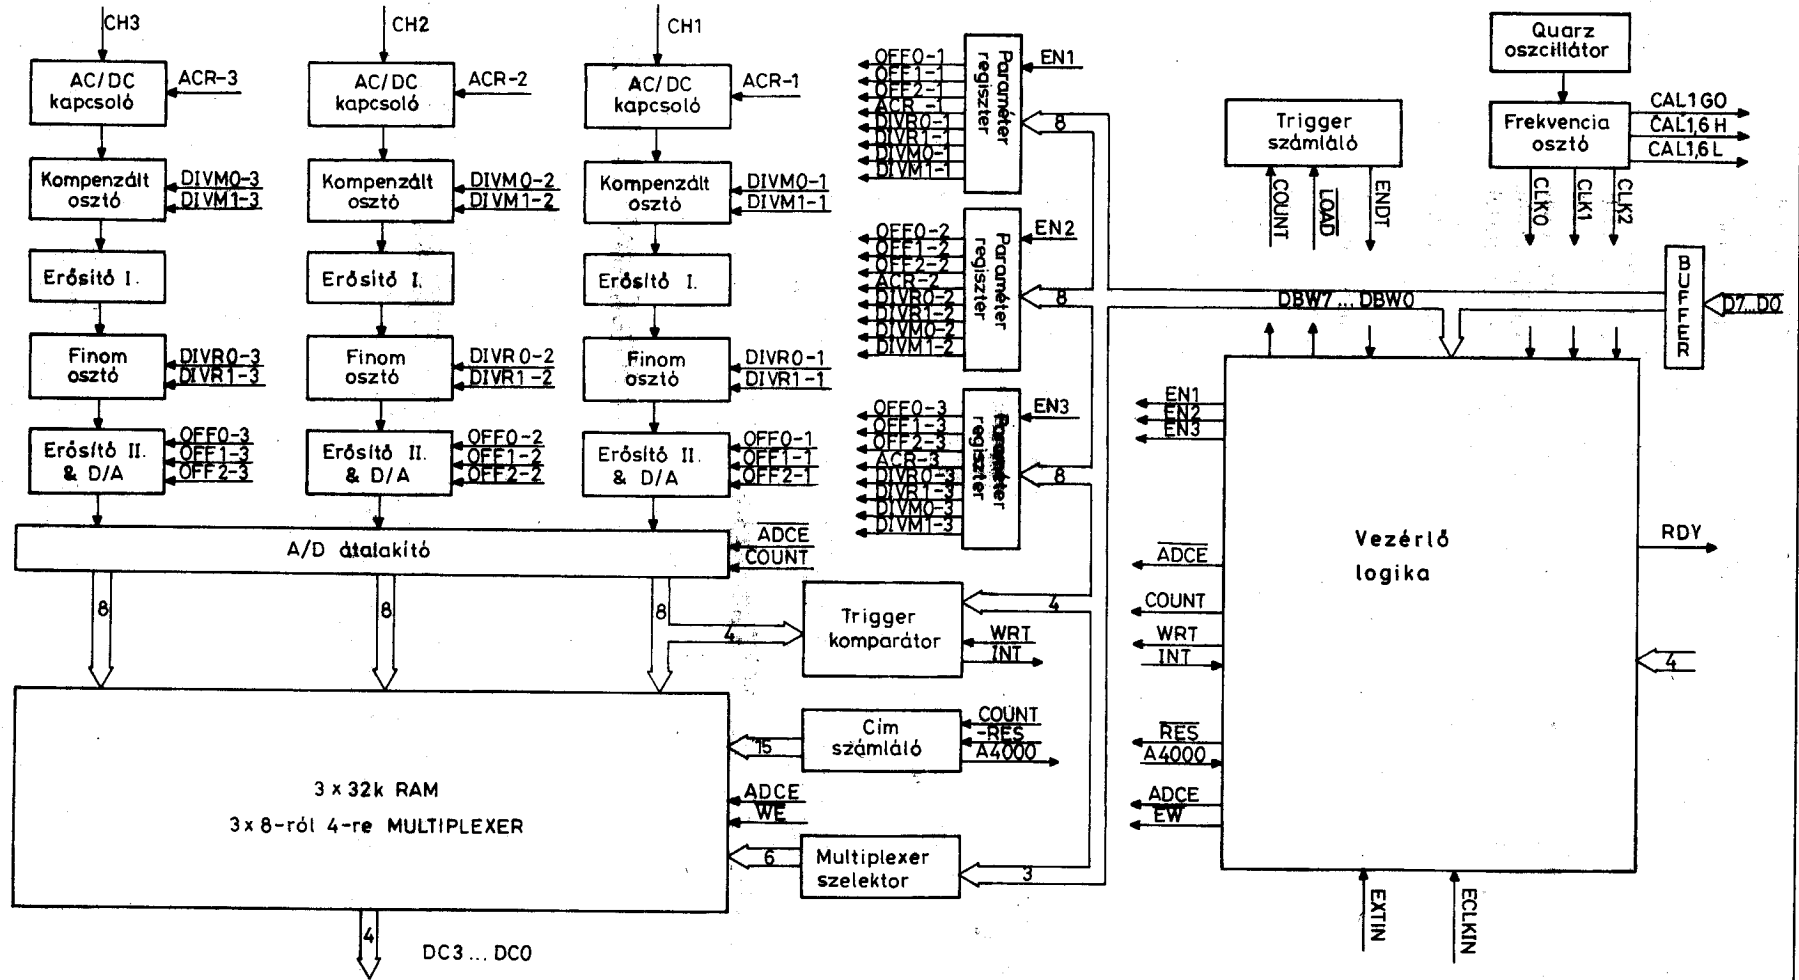 CH3
AC/DC
kapcsoló
ACR-3
Kompenzált
osztó
DIVM0-3
DIVM1-3
Erősítő I.
Finom
osztó
DIVR0-3
DIVR1-3
Erősítő II.
& D/A
OFF0-3
OFF1-3
OFF2-3
CH2
AC/DC
kapcsoló
ACR-2
Kompenzált
osztó
DIVM0-2
DIVM1-2
Erősítő I.
Finom
osztó
DIVR0-2
DIVR1-2
Erősítő II.
& D/A
OFF0-2
OFF1-2
OFF2-2
CH1
AC/DC
kapcsoló
ACR-1
Kompenzált
osztó
DIVM0-1
DIVM1-1
Erősítő I.
Finom
osztó
DIVR0-1
DIVR1-1
Erősítő II.
& D/A
OFF0-1
OFF1-1
OFF2-1
A/D átalakító
ADCE
COUNT
8
8
8
4
3 x 32k RAM
3 x 8-ról 4-re MULTIPLEXER
4
DC3 ... DC0
OFF0-1
OFF1-1
OFF2-1
ACR -1
DIVR0-1
DIVR1-1
DIVM0-1
DIVM1-1
Paraméter
regiszter
EN1
8
OFF0-2
OFF1-2
OFF2-2
ACR-2
DIVR0-2
DIVR1-2
DIVM0-2
DIVM1-2
Paraméter
regiszter
EN2
8
OFF0-3
OFF1-3
OFF2-3
ACR-3
DIVR0-3
DIVR1-3
DIVM0-3
DIVM1-3
Paraméter
regiszter
EN3
8
Trigger
komparátor
4
WRT
INT
Cím
számláló
15
COUNT
-RES
A4000
ADCE
WE
Multiplexer
szelektor
6
3
Trigger
számláló
COUNT
LOAD
ENDT
Quarz
oszcillátor
Frekvencia
osztó
CAL1GO
CAL1,6H
CAL1,6L
CLK0
CLK1
CLK2
BUFFER
D7...D0
DBW7 ... DBW0
EN1
EN2
EN3
ADCE
COUNT
WRT
INT
RES
A4000
ADCE
EW
Vezérlő
logika
RDY
4
EXTIN
ECLKIN